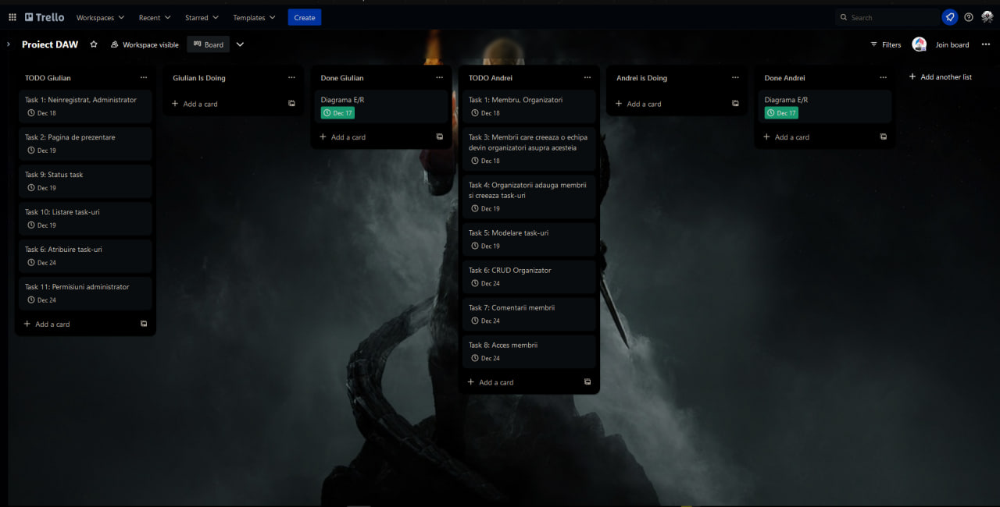 Trello
Workspaces
Recent
Starred
Templates
Create
Search
Proiect DAW
Workspace visible
Board
Filters
Join board
TODO Giulian
Task 1: Neinregistrat, Administrator
Dec 18
Task 2: Pagina de prezentare
Dec 19
Task 9: Status task
Dec 19
Task 10: Listare task-uri
Dec 19
Task 6: Atribuire task-uri
Dec 24
Task 11: Permisiuni administrator
Dec 24
Add a card
Giulian Is Doing
Add a card
Done Giulian
Diagrama E/R
Dec 17
Add a card
TODO Andrei
Task 1: Membru, Organizatori
Dec 18
Task 3: Membrii care creeaza o echipa
devin organizatori asupra acesteia
Dec 18
Task 4: Organizatorii adauga membrii
si creeaza task-uri
Dec 19
Task 5: Modelare task-uri
Dec 19
Task 6: CRUD Organizator
Dec 24
Task 7: Comentarii membrii
Dec 24
Task 8: Acces membrii
Dec 24
Add a card
Andrei is Doing
Add a card
Done Andrei
Diagrama E/R
Dec 17
Add a card
Add another list